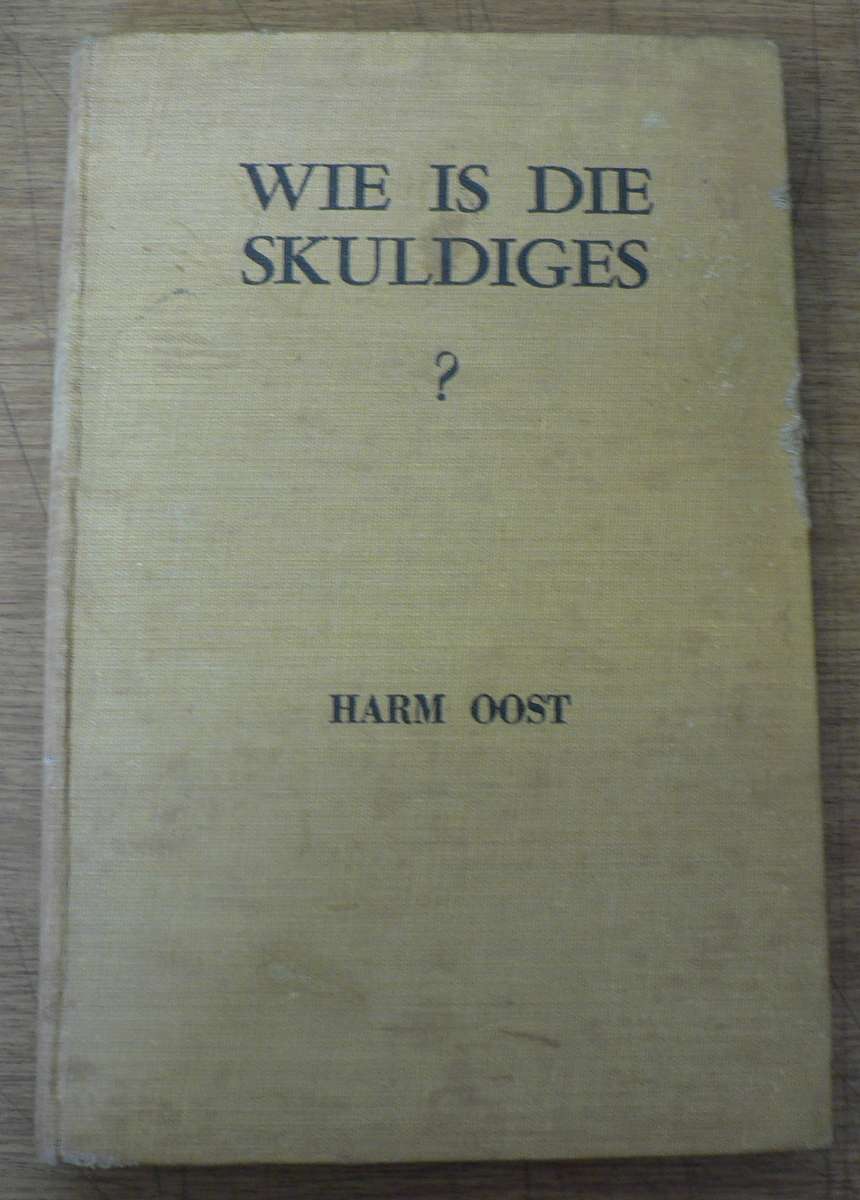 WIE IS DIE
SKULDIGES
?
HARM OOST